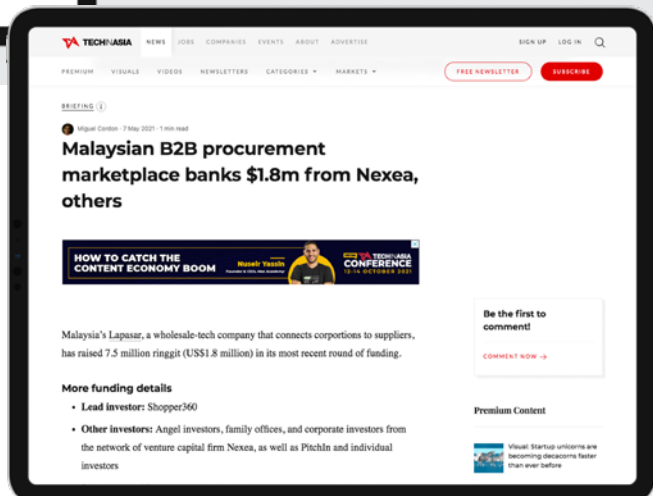 TECHINASIA NEWS JOBS COMPANIES EVENTS ABOUT ADVERTISE SIGN UP LOG IN
PREMIUM VISUALS VIDEOS NEWSLETTERS CATEGORIES MARKETS FREE NEWSLETTER SUBSCRIBE
BRIEFING i
Miguel Cordon · 7 May 2021 · 1 min read
Malaysian B2B procurement
marketplace banks $1.8m from Nexea,
others
HOW TO CATCH THE
CONTENT ECONOMY BOOM
Nuseir Yassin
Founder & CEO, Nas Academy
TECHINASIA
CONFERENCE
12-14 OCTOBER 2021
Malaysia's Lapasar, a wholesale-tech company that connects corportions to suppliers,
has raised 7.5 million ringgit (US$1.8 million) in its most recent round of funding.
More funding details
• Lead investor: Shopper360
• Other investors: Angel investors, family offices, and corporate investors from
the network of venture capital firm Nexea, as well as PitchIn and individual
investors
Be the first to
comment!
COMMENT NOW →
Premium Content
Visual: Startup unicorns are
becoming decacorns faster
than ever before